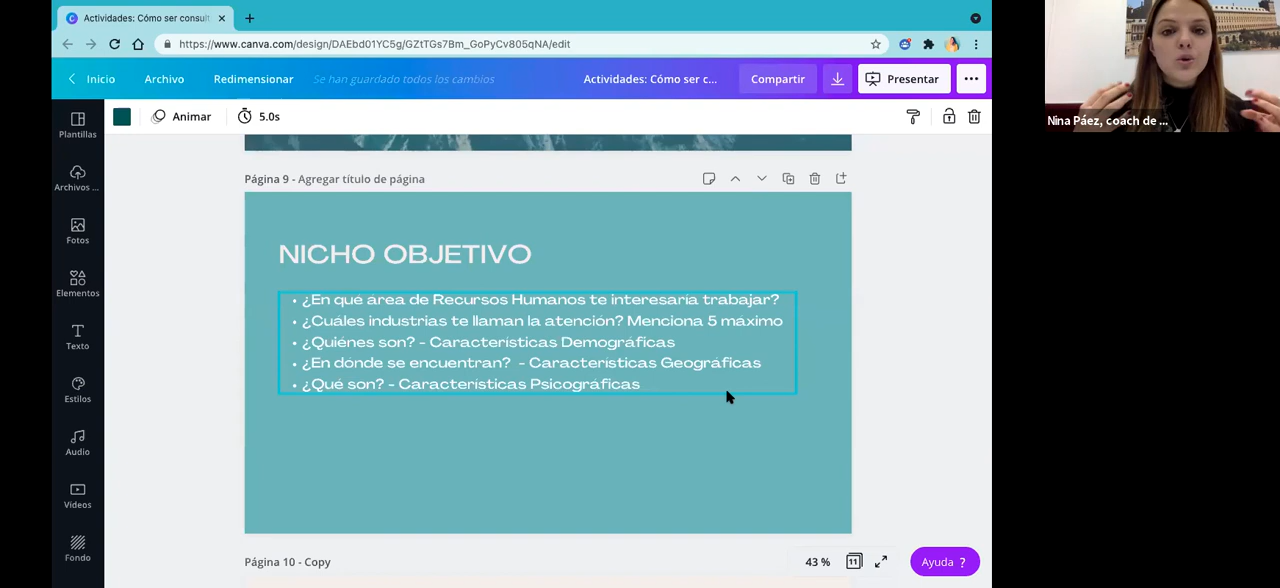 Actividades: Cómo ser consult
https://www.canva.com/design/DAEbd01YC5g/GZtTGs7Bm_GoPyCv805qNA/edit
Inicio
Archivo
Redimensionar
Se han guardado todos los cambios
Actividades: Cómo ser c...
Compartir
Presentar
Animar
5.0s
Plantillas
Archivos ...
Fotos
Elementos
Texto
Estilos
Audio
Videos
Fondo
Página 9 - Agregar título de página
NICHO OBJETIVO
• ¿En qué área de Recursos Humanos te interesaría trabajar?
• ¿Cuáles industrias te llaman la atención? Menciona 5 máximo
• ¿Quiénes son? - Características Demográficas
• ¿En dónde se encuentran?  - Características Geográficas
• ¿Qué son? - Características Psicográficas
Página 10 - Copy
43 %
11
Ayuda ?
Nina Páez, coach de ...